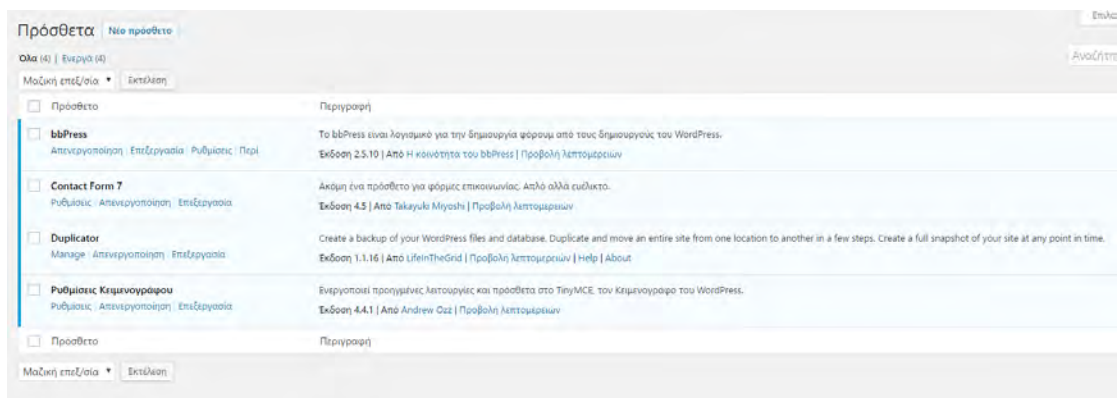 Πρόσθετα Νέο πρόσθετο
Όλα (4) | Ενεργά (4)
Μαζική επεξ/σία Εκτέλεση
Πρόσθετο Περιγραφή
bbPress Το bbPress είναι λογισμικό για την δημιουργία φόρουμ από τους δημιουργούς του WordPress.
Απενεργοποίηση | Επεξεργασία | Ρυθμίσεις | Περί Έκδοση 2.5.10 | Από Η κοινότητα του bbPress | Προβολή λεπτομερειών
Contact Form 7 Ακόμη ένα πρόσθετο για φόρμες επικοινωνίας. Απλό αλλά ευέλικτο.
Ρυθμίσεις | Απενεργοποίηση | Επεξεργασία Έκδοση 4.5 | Από Takayuki Miyoshi | Προβολή λεπτομερειών
Duplicator Create a backup of your WordPress files and database. Duplicate and move an entire site from one location to another in a few steps. Create a full snapshot of your site at any point in time.
Manage | Απενεργοποίηση | Επεξεργασία Έκδοση 1.1.16 | Από LifeInTheGrid | Προβολή λεπτομερειών | Help | About
Ρυθμίσεις Κειμενογράφου Ενεργοποιεί προηγμένες λειτουργίες και πρόσθετα στο TinyMCE, τον Κειμενογράφο του WordPress.
Ρυθμίσεις | Απενεργοποίηση | Επεξεργασία Έκδοση 4.4.1 | Από Andrew Ozz | Προβολή λεπτομερειών
Πρόσθετο Περιγραφή
Μαζική επεξ/σία Εκτέλεση